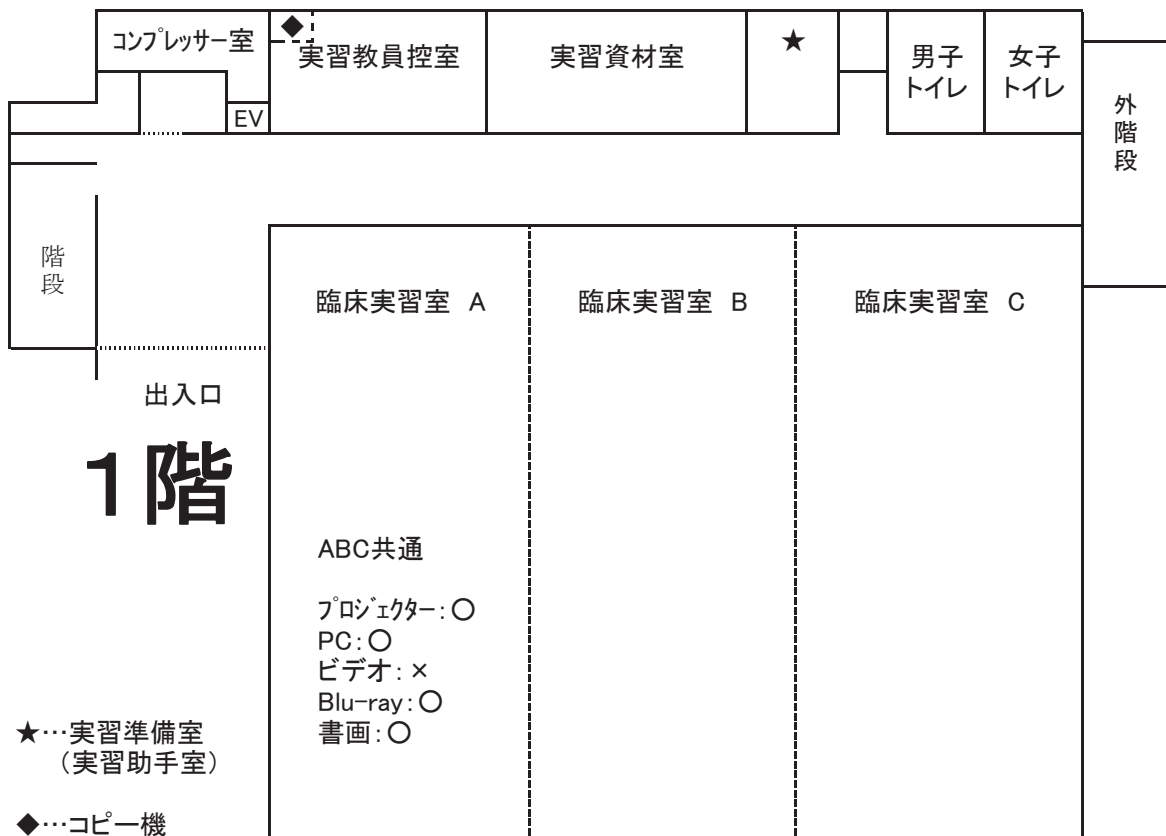 コンプレッサー室
◆
実習教員控室
実習資材室
★
男子
トイレ
女子
トイレ
EV
外
階
段
階
段
臨床実習室 A
臨床実習室 B
臨床実習室 C
出入口
1階
ABC共通
プロジェクター:○
PC:○
ビデオ:×
Blu-ray:○
書画:○
★…実習準備室
(実習助手室)
◆…コピー機